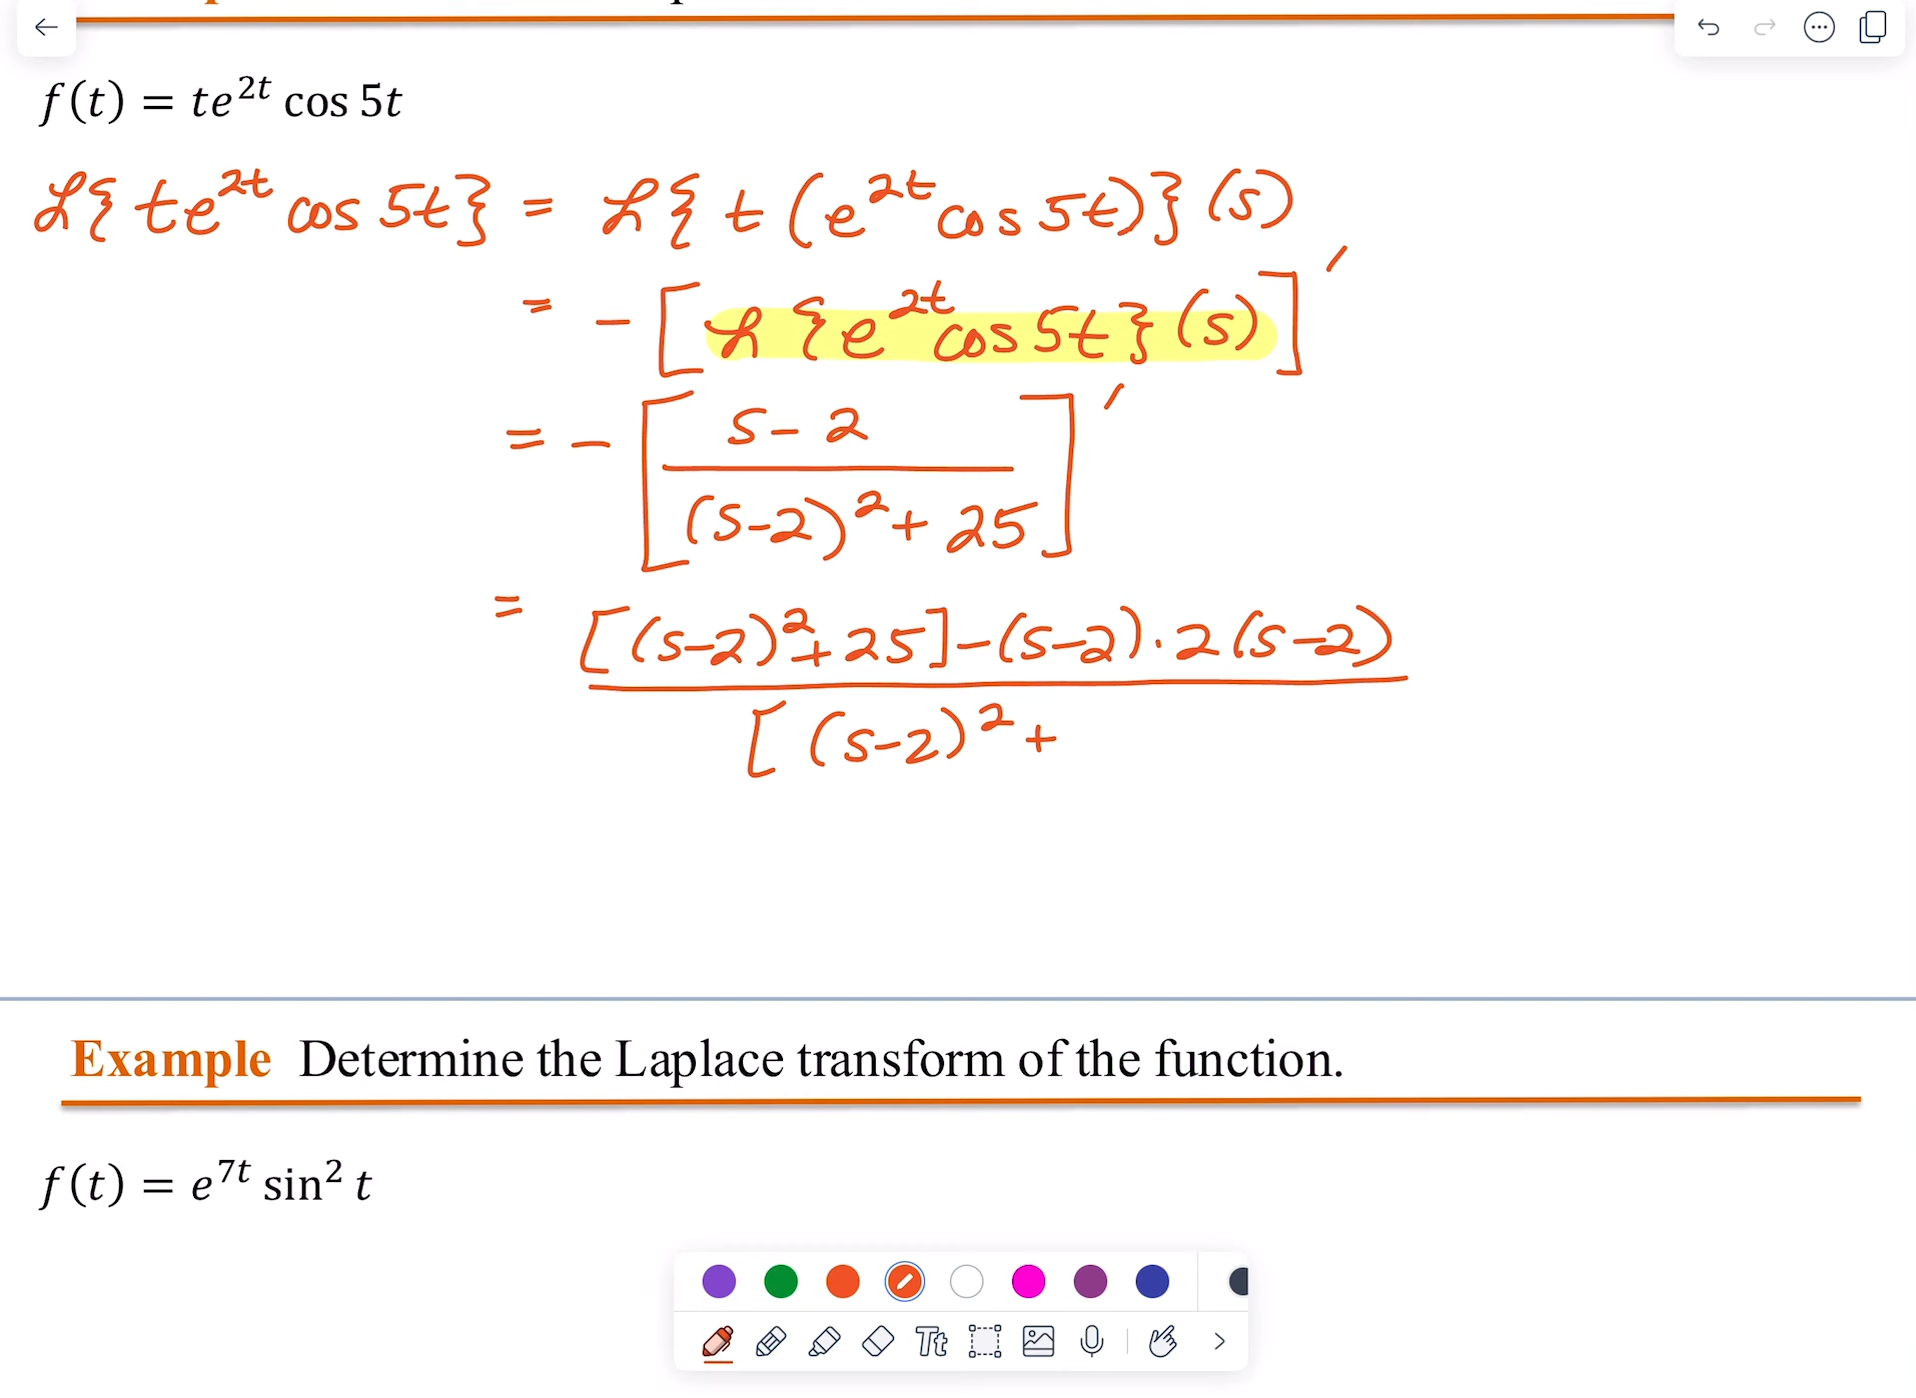 f(t) = te^{2t} cos 5t
ℒ{te^{2t} cos 5t} = ℒ{t(e^{2t} cos 5t)}(s)
= -[ℒ{e^{2t} cos 5t}(s)]'
= -[(s-2)/((s-2)^2 + 25)]'
= [(s-2)^2 + 25] - (s-2)·2(s-2)
[(s-2)^2 +
Example Determine the Laplace transform of the function.
f(t) = e^{7t} sin^2 t
Tt